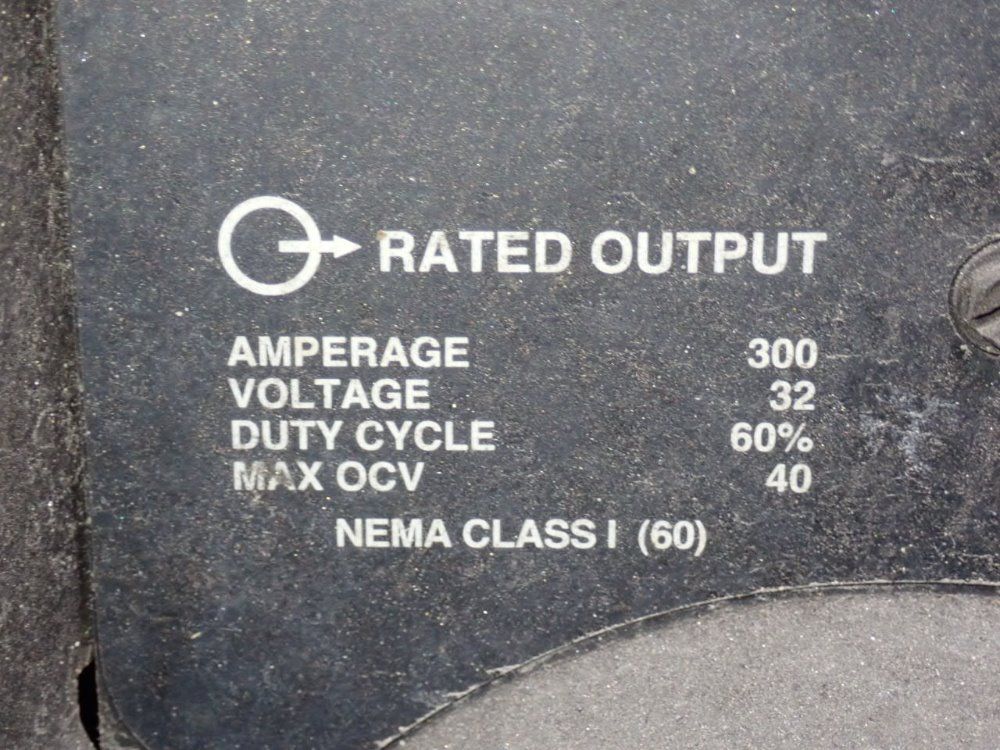 RATED OUTPUT
AMPERAGE 300
VOLTAGE 32
DUTY CYCLE 60%
MAX OCV 40
NEMA CLASS I (60)